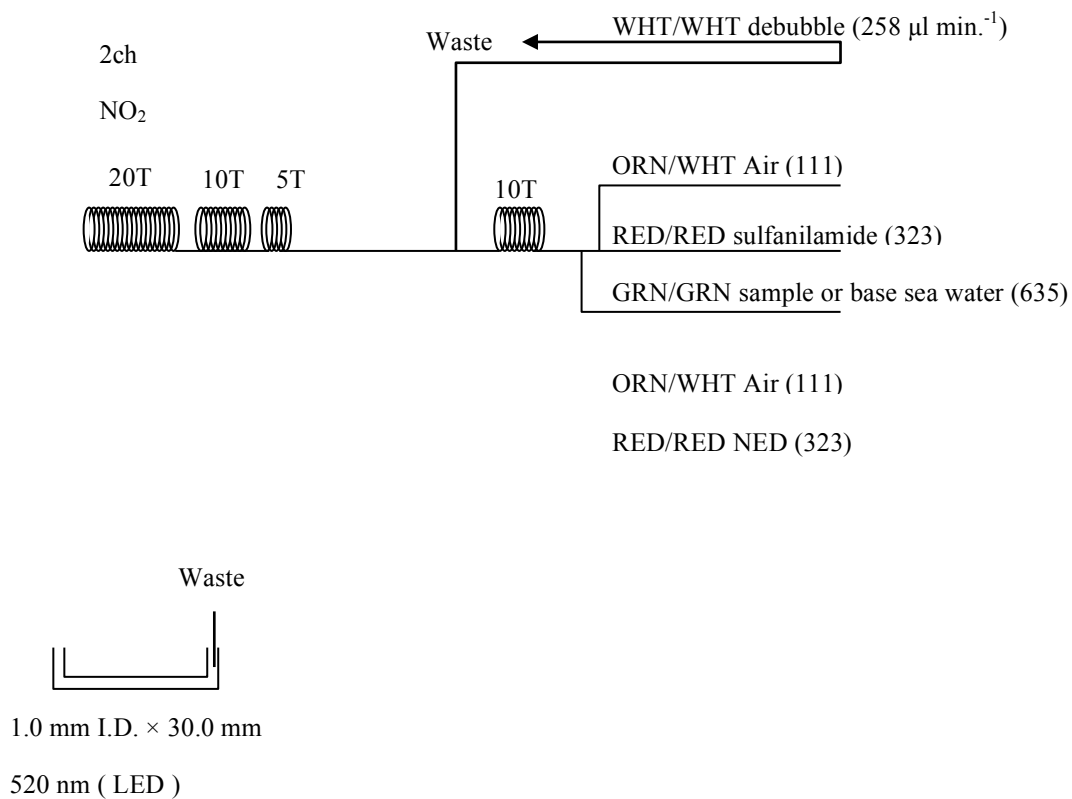 WHT/WHT debubble (258 µl min.-1)
Waste
2ch
NO2
ORN/WHT Air (111)
20T 10T 5T 10T
RED/RED sulfanilamide (323)
GRN/GRN sample or base sea water (635)
ORN/WHT Air (111)
RED/RED NED (323)
Waste
1.0 mm I.D. × 30.0 mm
520 nm ( LED )